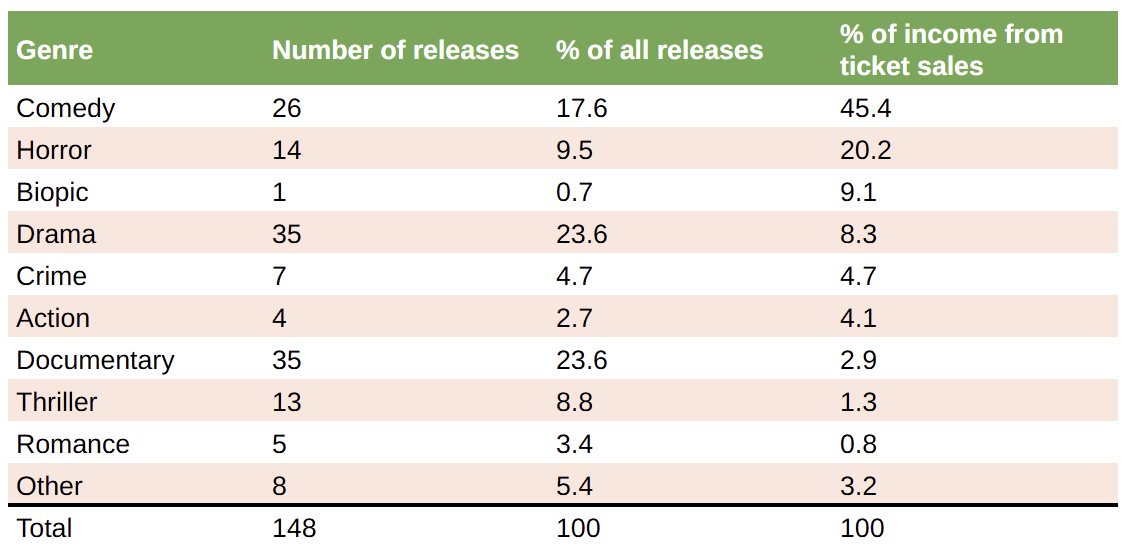 Genre Number of releases % of all releases % of income from
ticket sales
Comedy 26 17.6 45.4
Horror 14 9.5 20.2
Biopic 1 0.7 9.1
Drama 35 23.6 8.3
Crime 7 4.7 4.7
Action 4 2.7 4.1
Documentary 35 23.6 2.9
Thriller 13 8.8 1.3
Romance 5 3.4 0.8
Other 8 5.4 3.2
Total 148 100 100